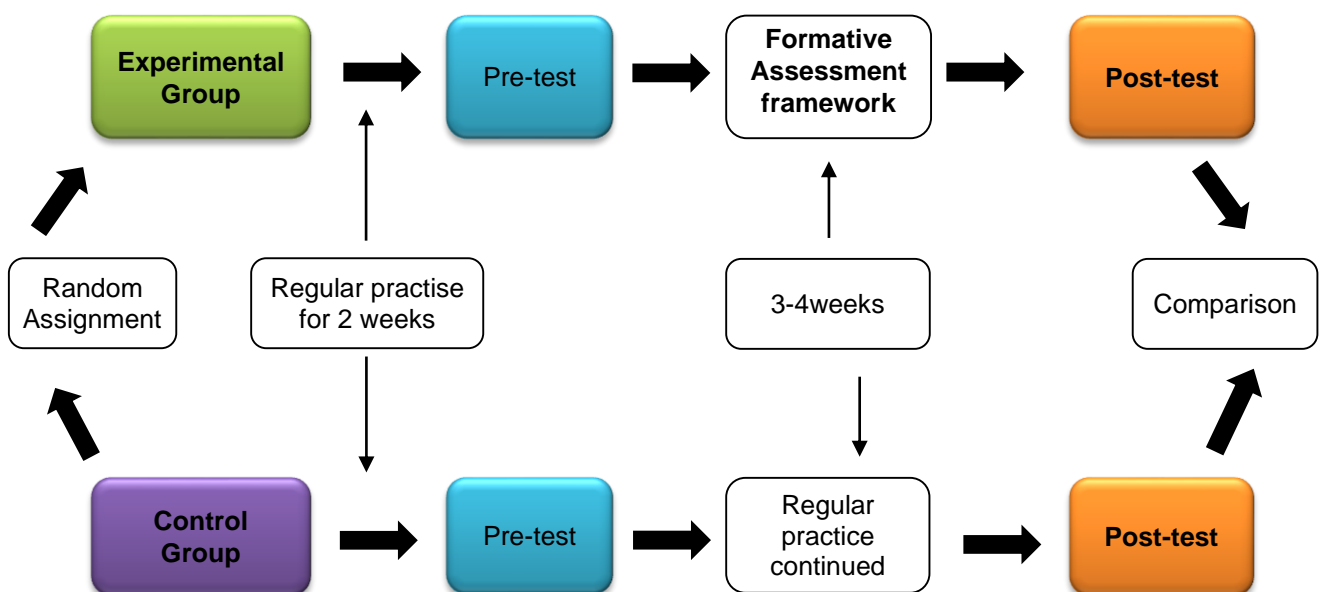 Experimental
Group
Pre-test
Formative
Assessment
framework
Post-test
Random
Assignment
Regular practise
for 2 weeks
3-4weeks
Comparison
Control
Group
Pre-test
Regular
practice
continued
Post-test